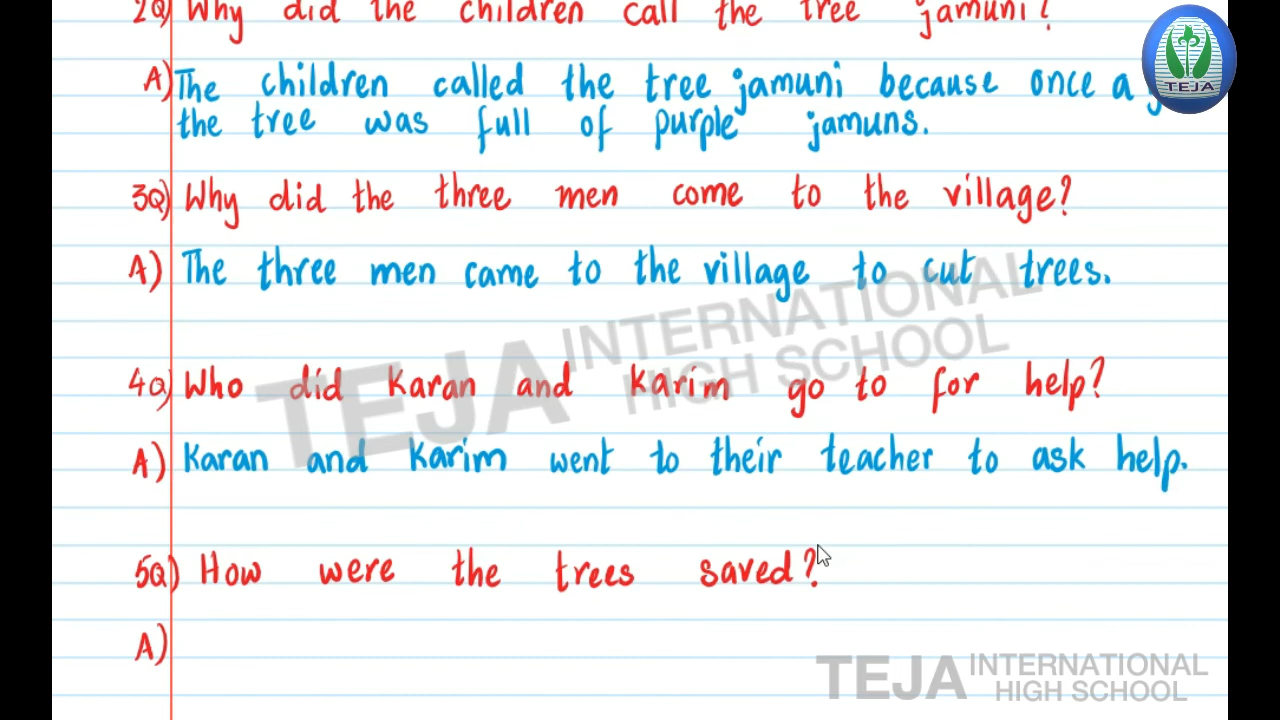 2Q) Why did the children call the tree jamuni?
TEJA
A) The children called the tree jamuni because once a
the tree was full of purple jamuns.
3Q) Why did the three men come to the village?
A) The three men came to the village to cut trees.
TEJA INTERNATIONAL
HIGH SCHOOL
4Q) Who did Karan and Karim go to for help?
A) Karan and Karim went to their teacher to ask help.
5Q) How were the trees saved?
A)
TEJA INTERNATIONAL
HIGH SCHOOL